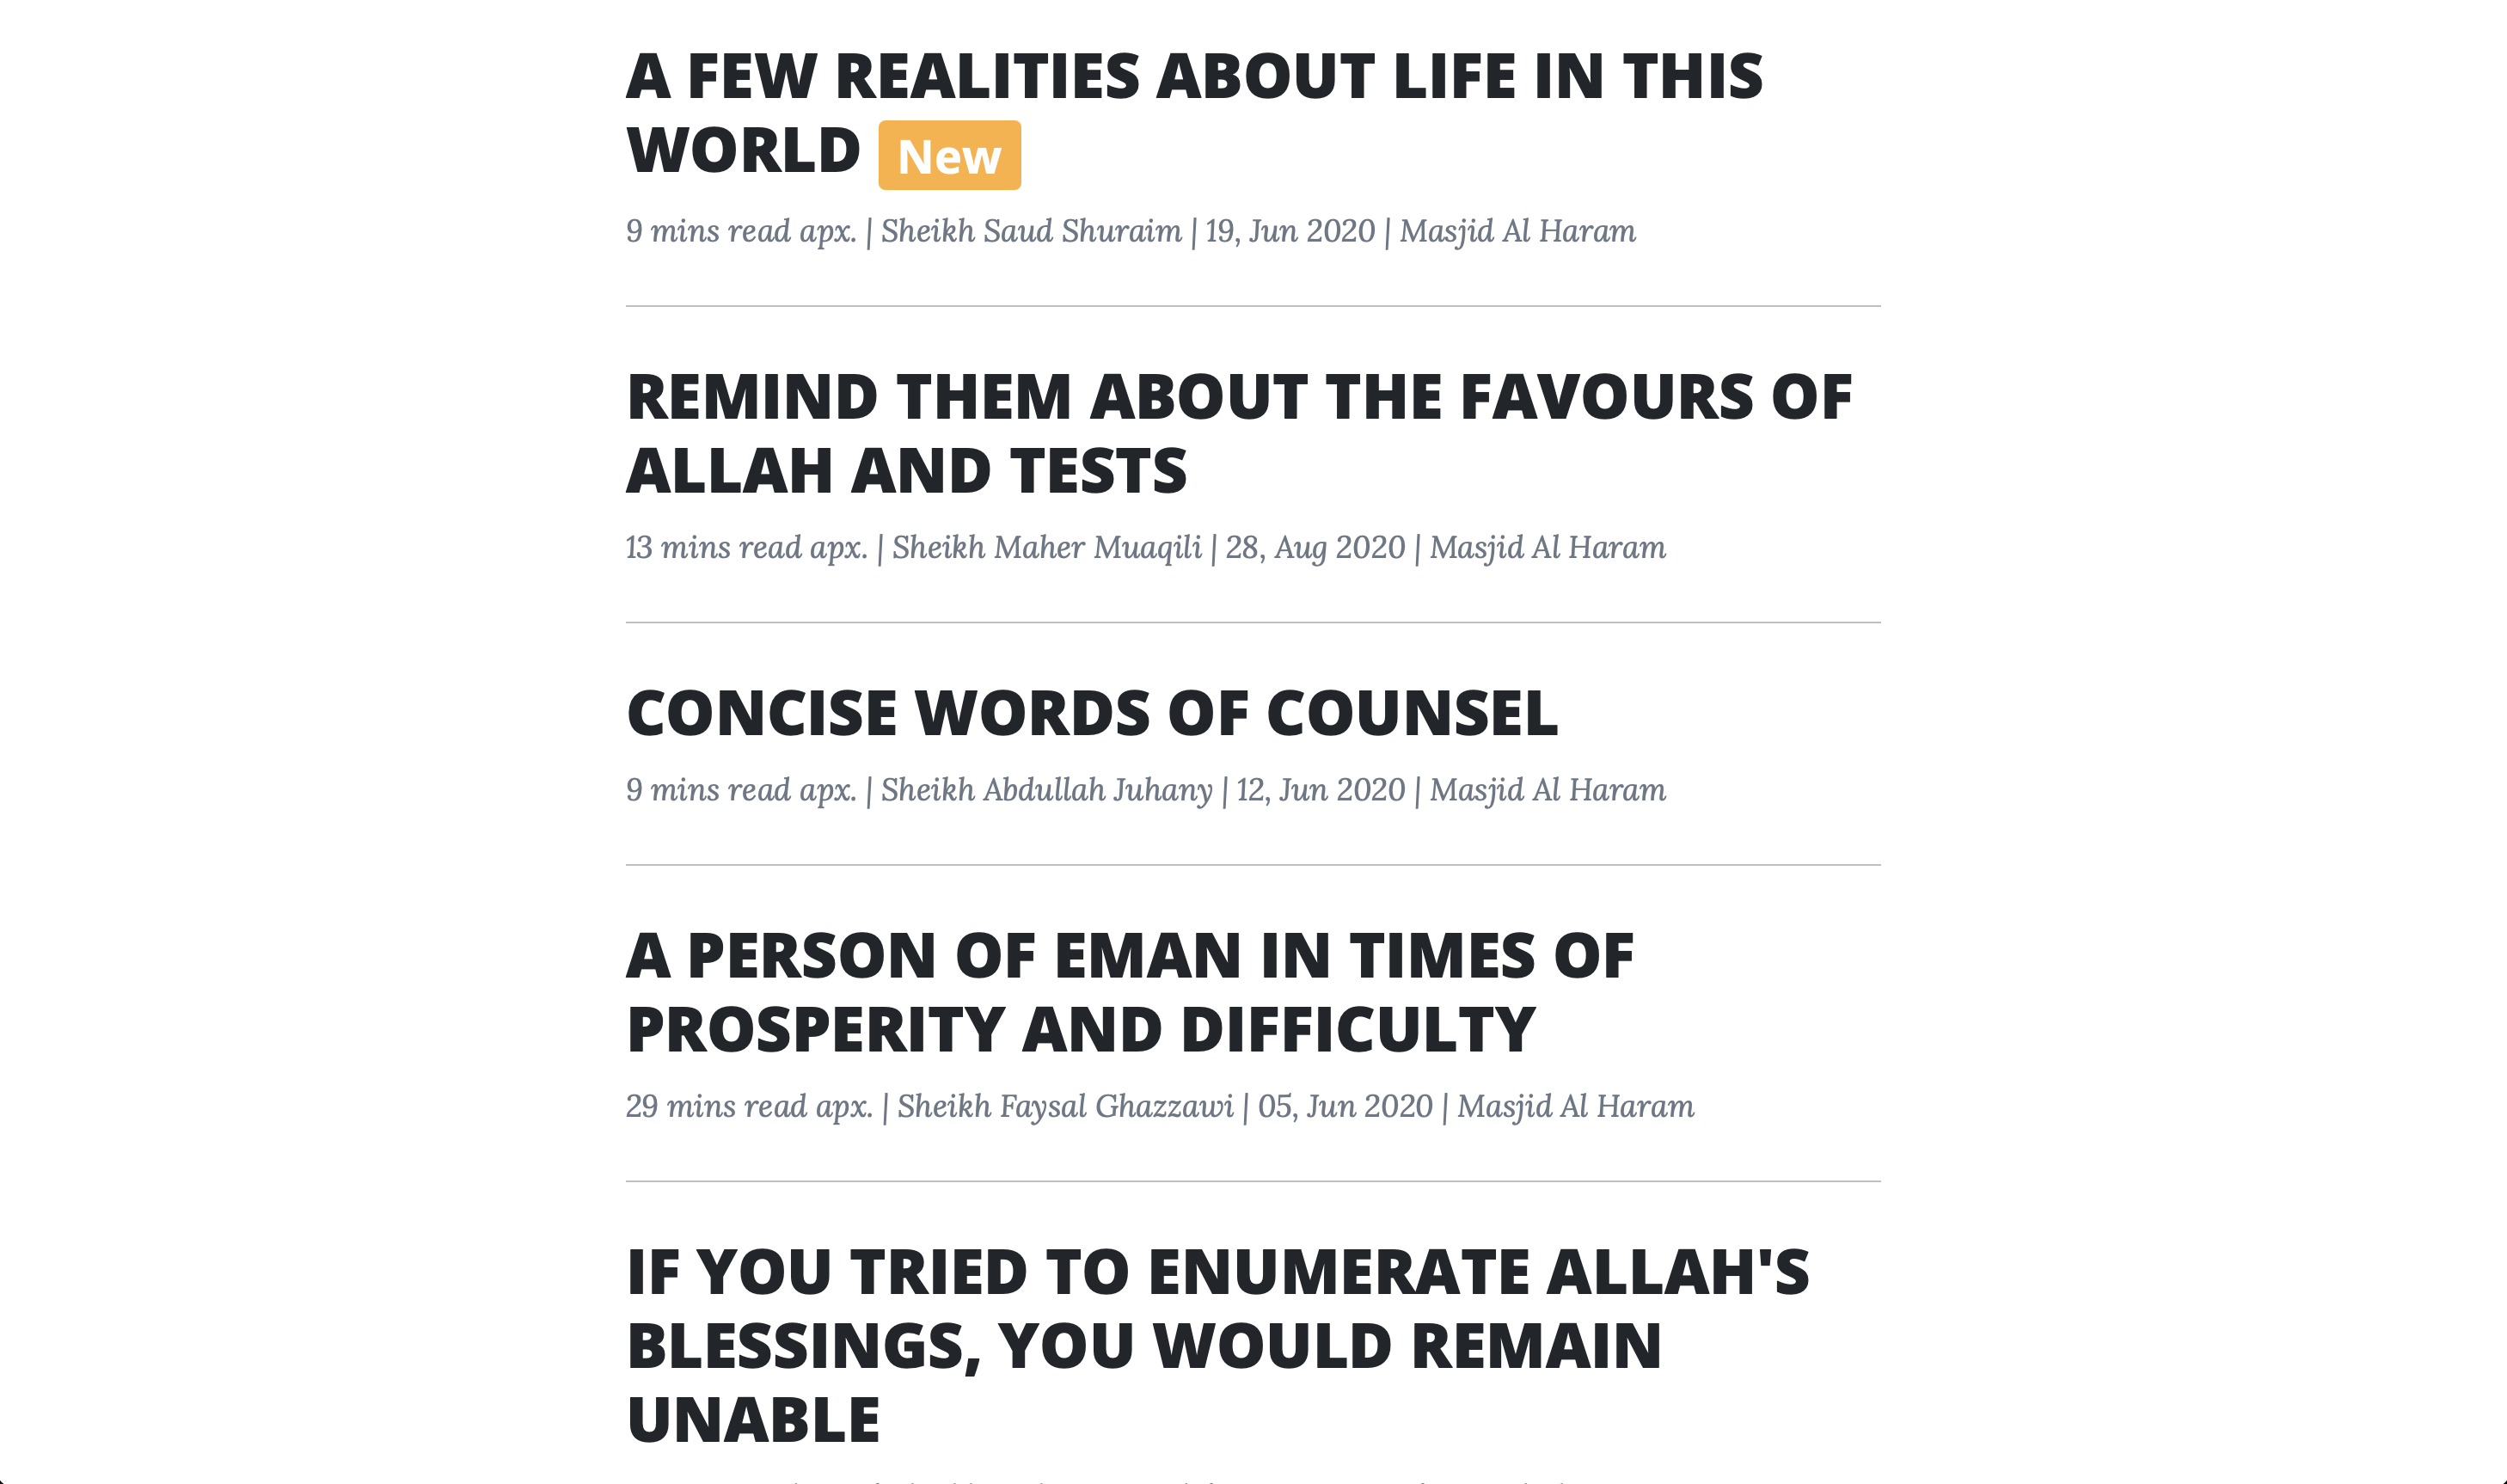 A FEW REALITIES ABOUT LIFE IN THIS
WORLD New
9 mins read apx. | Sheikh Saud Shuraim | 19, Jun 2020 | Masjid Al Haram
REMIND THEM ABOUT THE FAVOURS OF
ALLAH AND TESTS
13 mins read apx. | Sheikh Maher Muaqili | 28, Aug 2020 | Masjid Al Haram
CONCISE WORDS OF COUNSEL
9 mins read apx. | Sheikh Abdullah Juhany | 12, Jun 2020 | Masjid Al Haram
A PERSON OF EMAN IN TIMES OF
PROSPERITY AND DIFFICULTY
29 mins read apx. | Sheikh Faysal Ghazzawi | 05, Jun 2020 | Masjid Al Haram
IF YOU TRIED TO ENUMERATE ALLAH'S
BLESSINGS, YOU WOULD REMAIN
UNABLE